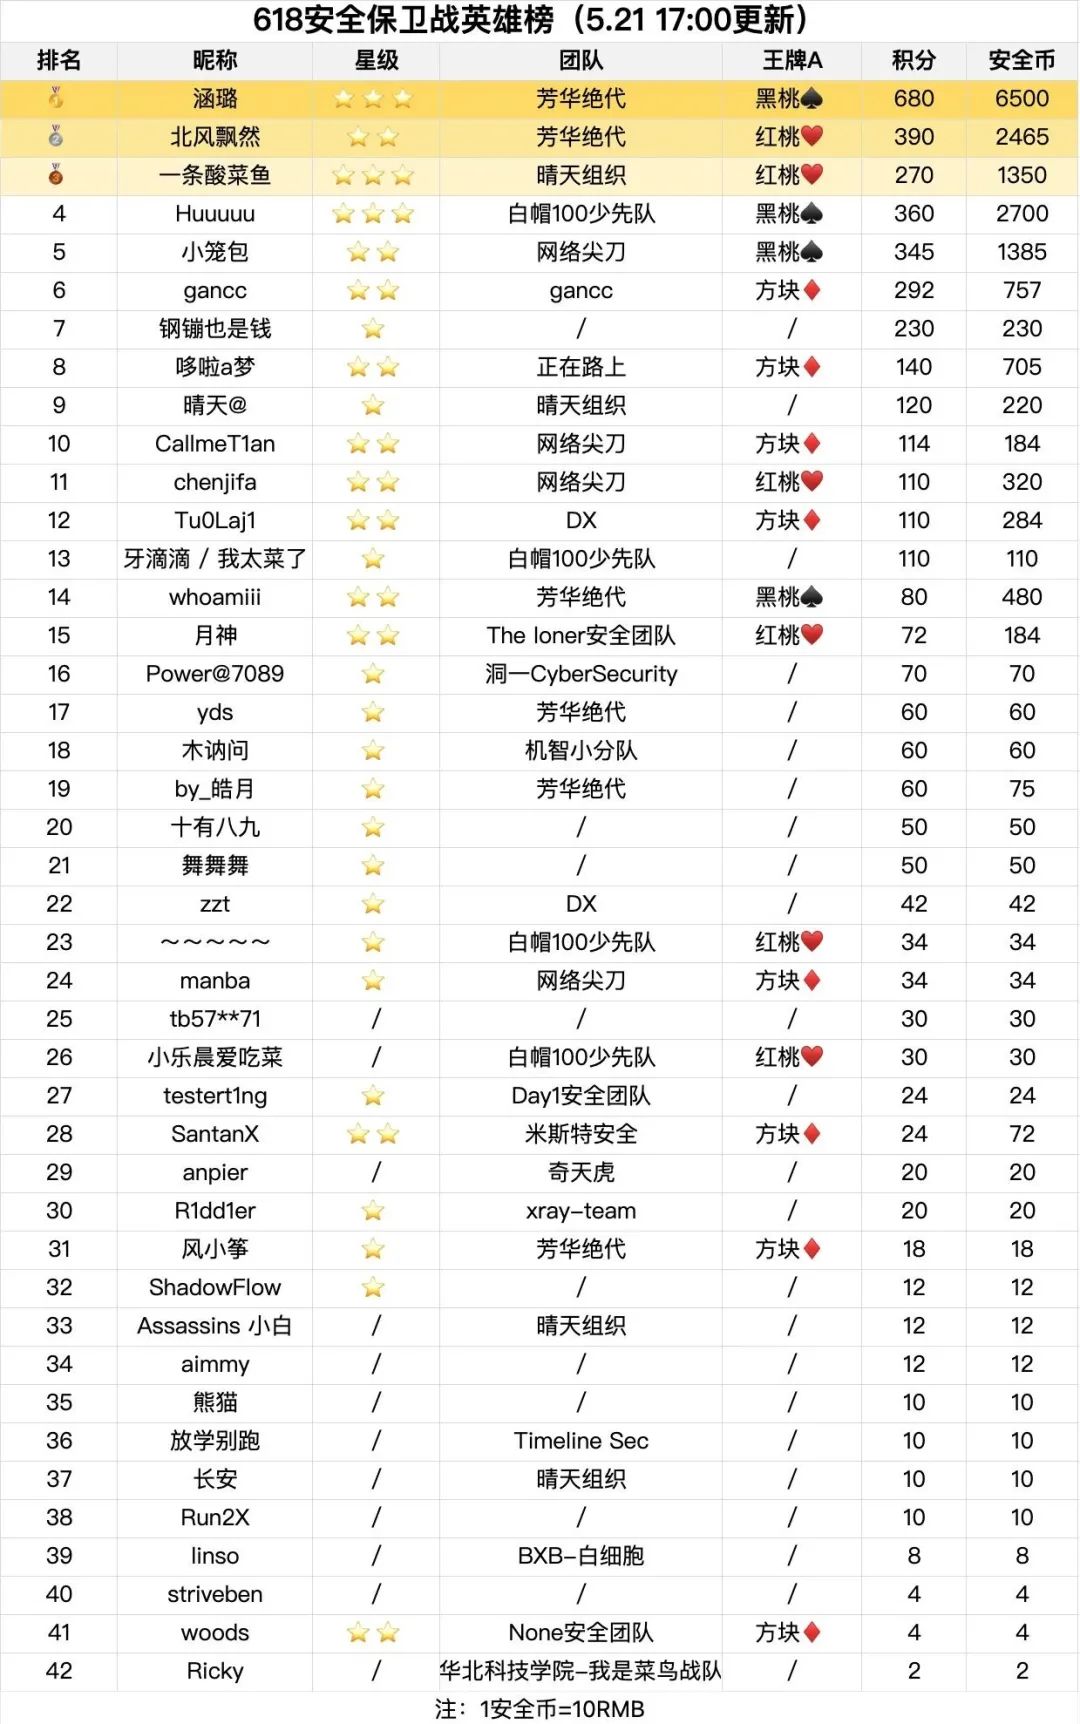 618安全保卫战英雄榜（5.21 17:00更新）
排名 昵称 星级 团队 王牌A 积分 安全币
1 涵璐 芳华绝代 黑桃♠ 680 6500
2 北风飘然 芳华绝代 红桃♥ 390 2465
3 一条酸菜鱼 晴天组织 红桃♥ 270 1350
4 Huuuuu 白帽100少先队 黑桃♠ 360 2700
5 小笼包 网络尖刀 黑桃♠ 345 1385
6 gancc gancc 方块♦ 292 757
7 钢镚也是钱 / / 230 230
8 哆啦a梦 正在路上 方块♦ 140 705
9 晴天@ 晴天组织 / 120 220
10 CallmeT1an 网络尖刀 方块♦ 114 184
11 chenjifa 网络尖刀 红桃♥ 110 320
12 Tu0Laj1 DX 方块♦ 110 284
13 牙滴滴 / 我太菜了 白帽100少先队 / 110 110
14 whoamiii 芳华绝代 黑桃♠ 80 480
15 月神 The loner安全团队 红桃♥ 72 184
16 Power@7089 洞一CyberSecurity / 70 70
17 yds 芳华绝代 / 60 60
18 木讷问 机智小分队 / 60 60
19 by_皓月 芳华绝代 / 60 75
20 十有八九 / / 50 50
21 舞舞舞 / / 50 50
22 zzt DX / 42 42
23 ～～～～～ 白帽100少先队 红桃♥ 34 34
24 manba 网络尖刀 方块♦ 34 34
25 tb57**71 / / / 30 30
26 小乐晨爱吃菜 / 白帽100少先队 红桃♥ 30 30
27 testert1ng Day1安全团队 / 24 24
28 SantanX 米斯特安全 方块♦ 24 72
29 anpier / 奇天虎 / 20 20
30 R1dd1er xray-team / 20 20
31 风小筝 芳华绝代 方块♦ 18 18
32 ShadowFlow / / 12 12
33 Assassins 小白 / 晴天组织 / 12 12
34 aimmy / / / 12 12
35 熊猫 / / / 10 10
36 放学别跑 / Timeline Sec / 10 10
37 长安 / 晴天组织 / 10 10
38 Run2X / / / 10 10
39 linso / BXB-白细胞 / 8 8
40 striveben / / / 4 4
41 woods None安全团队 方块♦ 4 4
42 Ricky / 华北科技学院-我是菜鸟战队 / 2 2
注：1安全币=10RMB